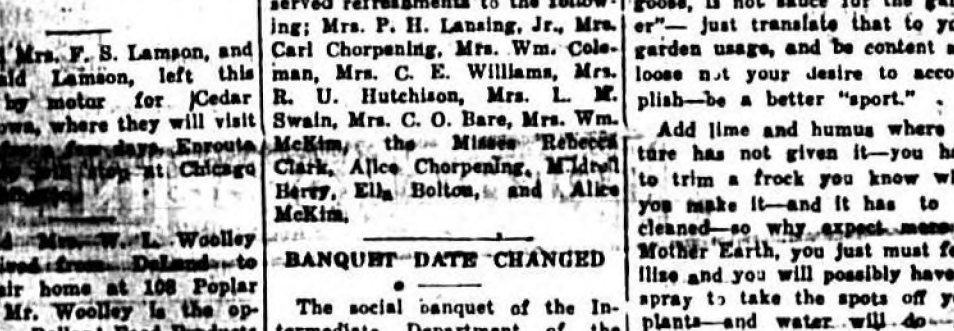 Mrs. F. S. Lamson, and
Lamson, left this
by motor for Cedar
where they will visit
few days. Enroute
stop at Chicago
Mrs. W. L. Woolley
from DeLand to
home at 108 Poplar
Mr. Woolley is the op-
served refreshments to the follow-
ing; Mrs. P. H. Lansing, Jr., Mrs.
Carl Chorpening, Mrs. Wm. Cole-
man, Mrs. C. E. Williams, Mrs.
R. U. Hutchison, Mrs. L. M.
Swain, Mrs. C. O. Bare, Mrs. Wm.
McKim, the Misses Rebecca
Clark, Alice Chorpening, Mildred
Berry, Ella Bolton, and Alice
McKim.
BANQUET DATE CHANGED
The social banquet of the In-
termediate Department of the
goose, is not sauce for the
er"— just translate that to
garden usage, and be content
loose not your desire to acco
plish—be a better "sport."
Add lime and humus where
ture has not given it—you
to trim a frock you know
you make it—and it has to
cleaned—so why expect more
Mother Earth, you just must
ilise and you will possibly have
spray to take the spots off
plants—and water will do—